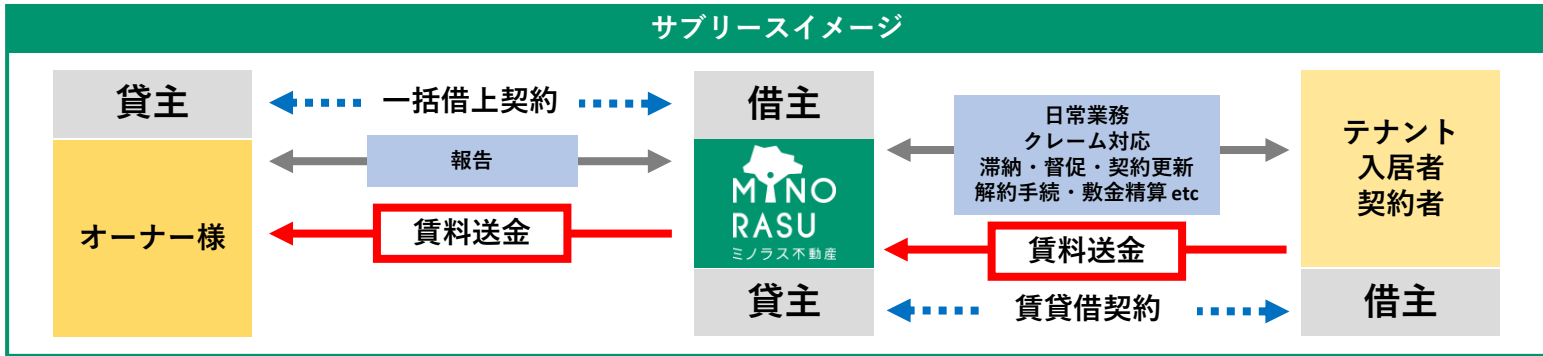 サブリースイメージ
貸主
オーナー様
一括借上契約
報告
賃料送金
借主
MINO
RASU
ミノラス不動産
貸主
日常業務
クレーム対応
滞納・督促・契約更新
解約手続・敷金精算 etc
賃料送金
賃貸借契約
テナント
入居者
契約者
借主